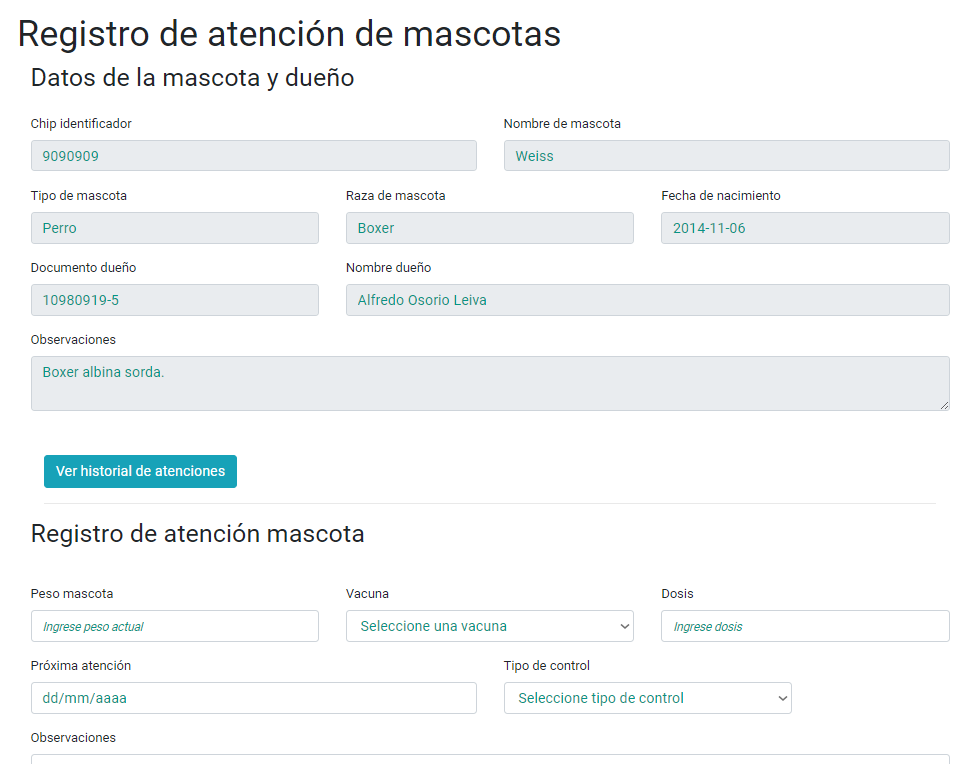 Registro de atención de mascotas
Datos de la mascota y dueño
Chip identificador Nombre de mascota
9090909 Weiss
Tipo de mascota Raza de mascota Fecha de nacimiento
Perro Boxer 2014-11-06
Documento dueño Nombre dueño
10980919-5 Alfredo Osorio Leiva
Observaciones
Boxer albina sorda.
Ver historial de atenciones
Registro de atención mascota
Peso mascota Vacuna Dosis
Ingrese peso actual Seleccione una vacuna Ingrese dosis
Próxima atención Tipo de control
dd/mm/aaaa Seleccione tipo de control
Observaciones